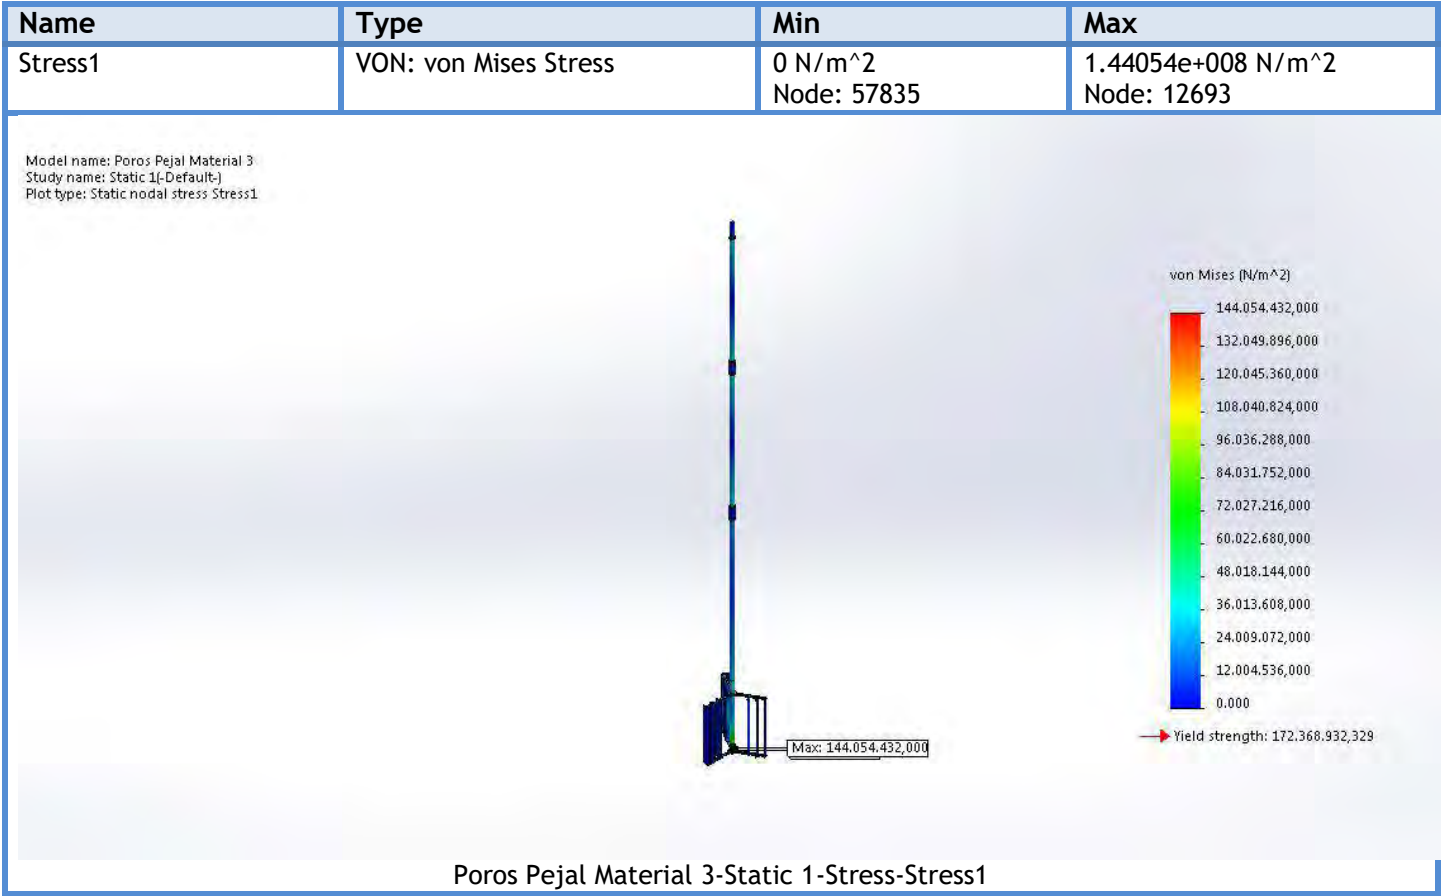 Name Type Min Max
Stress1 VON: von Mises Stress 0 N/m^2 1.44054e+008 N/m^2
Node: 57835 Node: 12693
Model name: Poros Pejal Material 3
Study name: Static 1(-Default-)
Plot type: Static nodal stress Stress1
von Mises (N/m^2)
144.054.432,000
132.049.896,000
120.045.360,000
108.040.824,000
96.036.288,000
84.031.752,000
72.027.216,000
60.022.680,000
48.018.144,000
36.013.608,000
24.009.072,000
12.004.536,000
0.000
Yield strength: 172.368.932,329
Max: 144.054.432,000
Poros Pejal Material 3-Static 1-Stress-Stress1